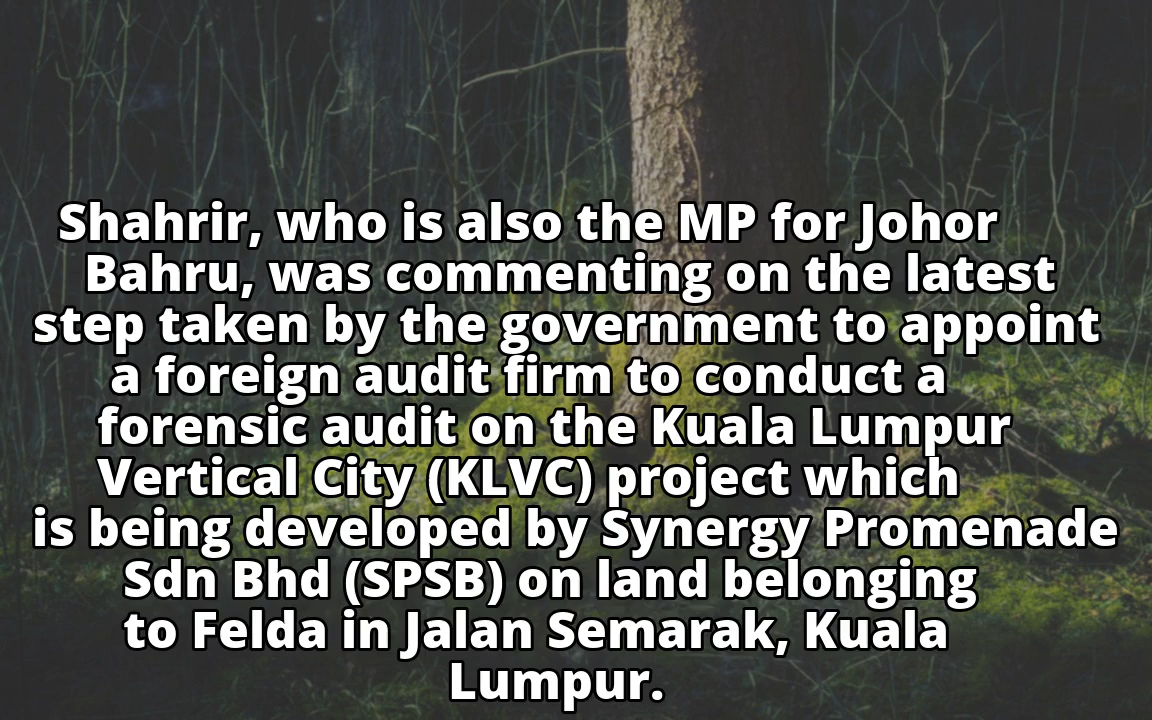 Shahrir, who is also the MP for Johor
Bahru, was commenting on the latest
step taken by the government to appoint
a foreign audit firm to conduct a
forensic audit on the Kuala Lumpur
Vertical City (KLVC) project which
is being developed by Synergy Promenade
Sdn Bhd (SPSB) on land belonging
to Felda in Jalan Semarak, Kuala
Lumpur.